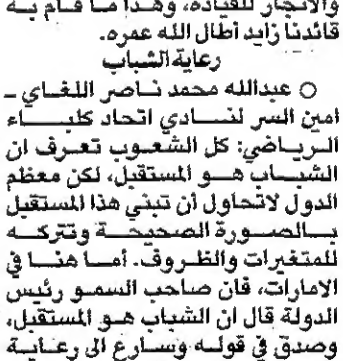 والانجاز للقيادة، وهذا ما قام به
قائدنا زايد أطال الله عمره.
رعاية الشباب
○ عبدالله محمد ناصر اللغاي ـ
امين السر لنادي اتحاد كلباء
الرياضي: كل الشعوب تعرف ان
الشباب هو المستقبل، لكن معظم
الدول لاتحاول أن تبني هذا المستقبل
بالصورة الصحيحة وتتركه
للمتغيرات والظروف. أما هنا في
الامارات، فان صاحب السمو رئيس
الدولة قال ان الشباب هو المستقبل،
وصدق في قوله وسارع الى رعاية